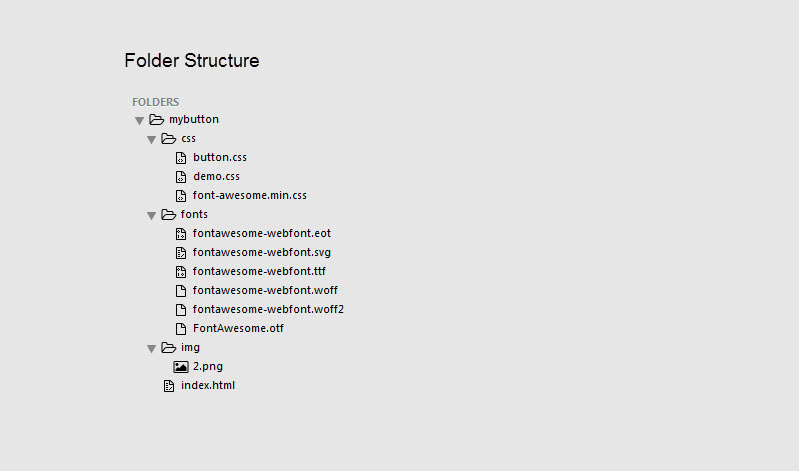 Folder Structure
FOLDERS
mybutton
css
button.css
demo.css
font-awesome.min.css
fonts
fontawesome-webfont.eot
fontawesome-webfont.svg
fontawesome-webfont.ttf
fontawesome-webfont.woff
fontawesome-webfont.woff2
FontAwesome.otf
img
2.png
index.html